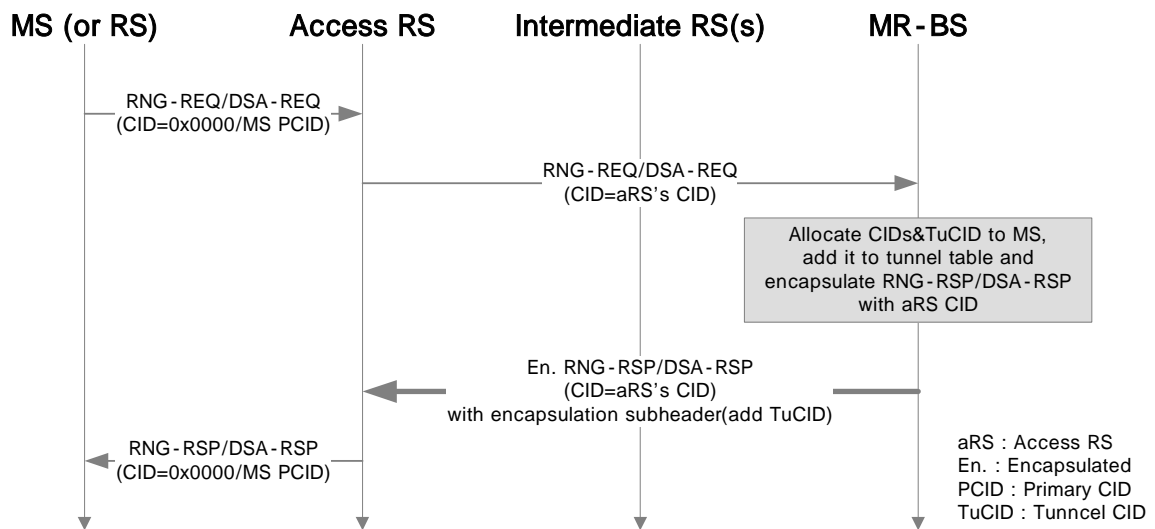 MS (or RS) Access RS Intermediate RS(s) MR-BS
RNG-REQ/DSA-REQ
(CID=0x0000/MS PCID)
RNG-REQ/DSA-REQ
(CID=aRS's CID)
Allocate CIDs&TuCID to MS,
add it to tunnel table and
encapsulate RNG-RSP/DSA-RSP
with aRS CID
En. RNG-RSP/DSA-RSP
(CID=aRS's CID)
with encapsulation subheader(add TuCID)
RNG-RSP/DSA-RSP
(CID=0x0000/MS PCID)
aRS : Access RS
En. : Encapsulated
PCID : Primary CID
TuCID : Tunncel CID